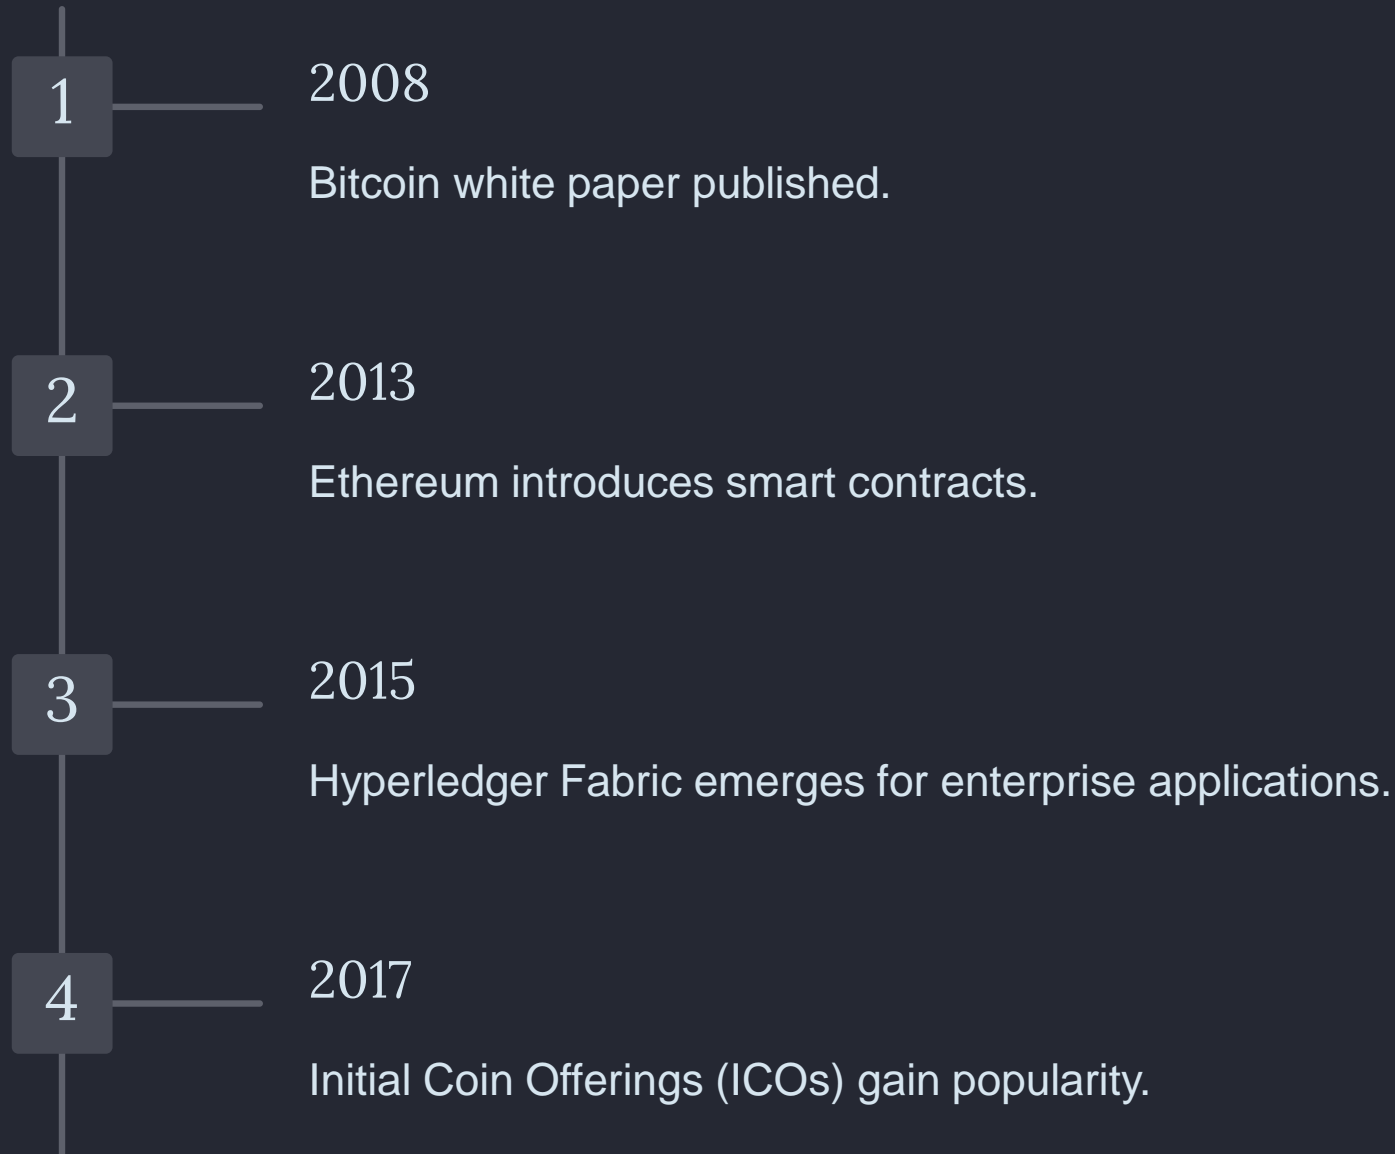 1
2008
Bitcoin white paper published.
2
2013
Ethereum introduces smart contracts.
3
2015
Hyperledger Fabric emerges for enterprise applications.
4
2017
Initial Coin Offerings (ICOs) gain popularity.